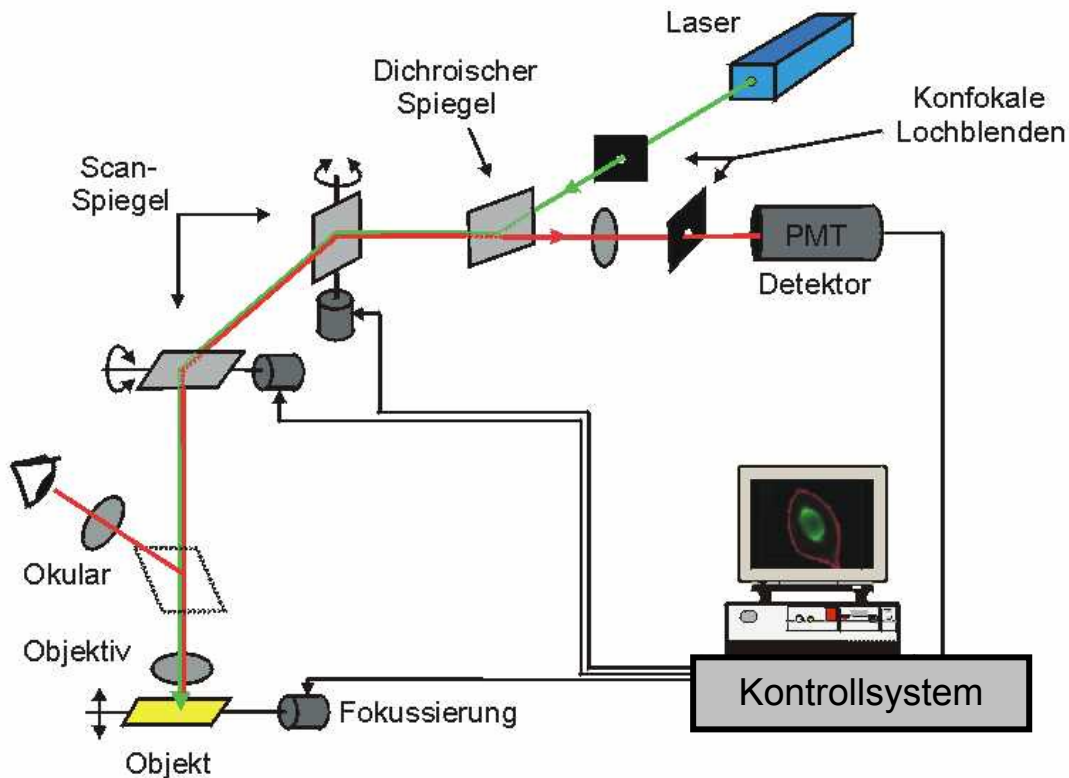 Laser
Dichroischer
Spiegel
Konfokale
Lochblenden
Scan-
Spiegel
PMT
Detektor
Okular
Objektiv
Kontrollsystem
Fokussierung
Objekt